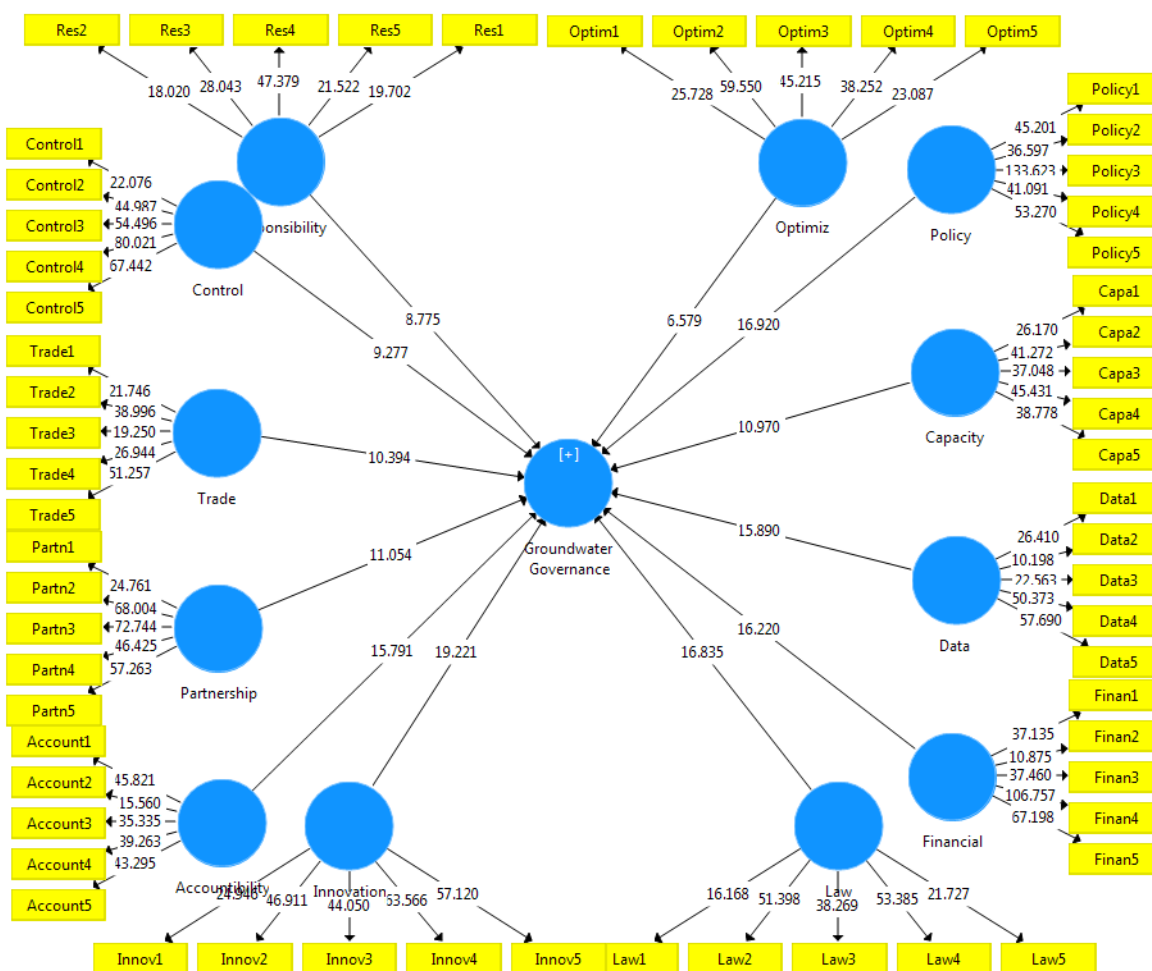 Res2
Res3
Res4
Res5
Res1
Optim1
Optim2
Optim3
Optim4
Optim5
18.020
28.043
47.379
21.522
19.702
25.728
59.550
45.215
38.252
23.087
Control1
Control2
Control3
Control4
Control5
22.076
44.987
54.496
80.021
67.442
ponsibility
Control
Optimiz
Policy
45.201
36.597
133.623
41.091
53.270
Policy1
Policy2
Policy3
Policy4
Policy5
8.775
9.277
6.579
16.920
Trade1
Trade2
Trade3
Trade4
Trade5
21.746
38.996
19.250
26.944
51.257
Trade
10.394
Capacity
10.970
26.170
41.272
37.048
45.431
38.778
Capa1
Capa2
Capa3
Capa4
Capa5
[+]
Groundwater
Governance
Partn1
Partn2
Partn3
Partn4
Partn5
24.761
68.004
72.744
46.425
57.263
Partnership
11.054
15.890
Data
26.410
10.198
22.563
50.373
57.690
Data1
Data2
Data3
Data4
Data5
15.791
19.221
16.835
16.220
Account1
Account2
Account3
Account4
Account5
45.821
15.560
35.335
39.263
43.295
Accountibility
Innovation
Law
Financial
37.135
10.875
37.460
106.757
67.198
Finan1
Finan2
Finan3
Finan4
Finan5
24.946
46.911
44.050
53.566
57.120
16.168
51.398
38.269
53.385
21.727
Innov1
Innov2
Innov3
Innov4
Innov5
Law1
Law2
Law3
Law4
Law5